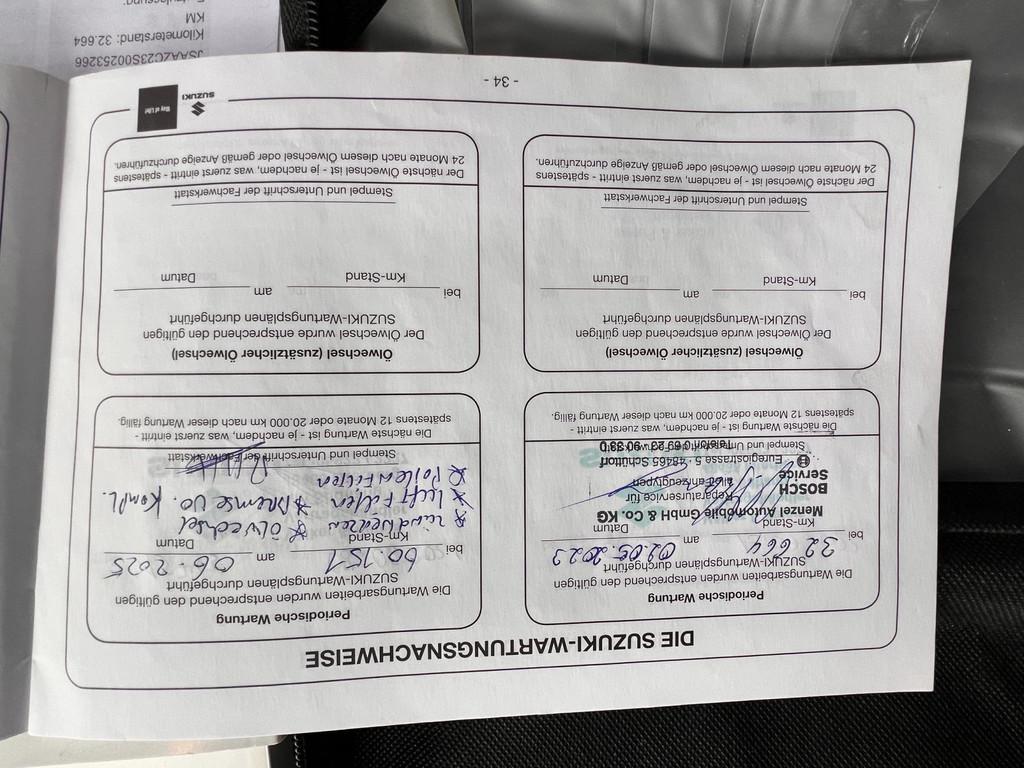 DIE SUZUKI-WARTUNGSNACHWEISE
Periodische Wartung
Die Wartungsarbeiten wurden entsprechend den gültigen
SUZUKI-Wartungsplänen durchgeführt
bei 32 664 am 02.05.2023
Km-Stand Datum
Menzel Automobile GmbH & Co. KG
BOSCH
Service
Reparaturservice für
alle Fahrzeugtypen
Euregiostrasse 5 · 48465 Schüttorf
Telefon 0 59 23 - 90 33 0
Stempel und Unterschrift der Fachwerkstatt
Die nächste Wartung ist - je nachdem, was zuerst eintritt -
spätestens 12 Monate oder 20.000 km nach dieser Wartung fällig.
Periodische Wartung
Die Wartungsarbeiten wurden entsprechend den gültigen
SUZUKI-Wartungsplänen durchgeführt
bei 60.151 am 06.2025
Km-Stand Datum
* zündkerzen * Ölwechsel
* Luftfilter * Bremse vo. Kompl.
* Pollenfilter
Stempel und Unterschrift der Fachwerkstatt
Die nächste Wartung ist - je nachdem, was zuerst eintritt -
spätestens 12 Monate oder 20.000 km nach dieser Wartung fällig.
Ölwechsel (zusätzlicher Ölwechsel)
Der Ölwechsel wurde entsprechend den gültigen
SUZUKI-Wartungsplänen durchgeführt
bei am
Km-Stand Datum
Stempel und Unterschrift der Fachwerkstatt
Der nächste Ölwechsel ist - je nachdem, was zuerst eintritt - spätestens
24 Monate nach diesem Ölwechsel oder gemäß Anzeige durchzuführen.
Ölwechsel (zusätzlicher Ölwechsel)
Der Ölwechsel wurde entsprechend den gültigen
SUZUKI-Wartungsplänen durchgeführt
bei am
Km-Stand Datum
Stempel und Unterschrift der Fachwerkstatt
Der nächste Ölwechsel ist - je nachdem, was zuerst eintritt - spätestens
24 Monate nach diesem Ölwechsel oder gemäß Anzeige durchzuführen.
SUZUKI
Way of Life!
- 34 -
JSAAZC23S00253266
Kilometerstand: 32.664
KM